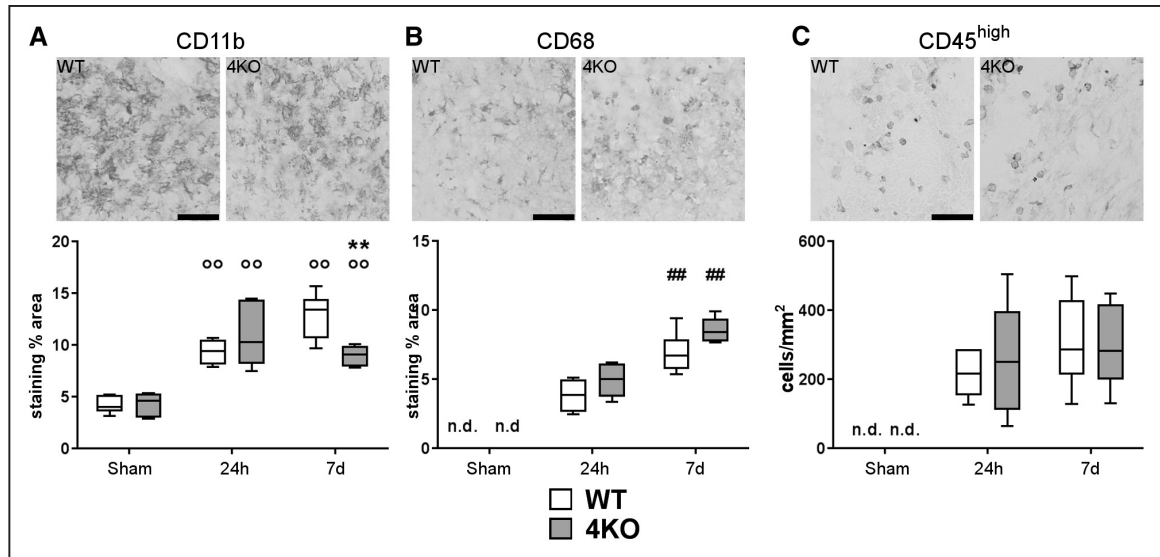 A CD11b
WT 4KO
B CD68
WT 4KO
C CD45high
WT 4KO
staining % area
20
15
10
5
0
**
oo oo oo oo
Sham 24h 7d
staining % area
15
10
5
0
## ##
n.d. n.d
Sham 24h 7d
cells/mm2
600
400
200
0
n.d. n.d.
Sham 24h 7d
WT
4KO